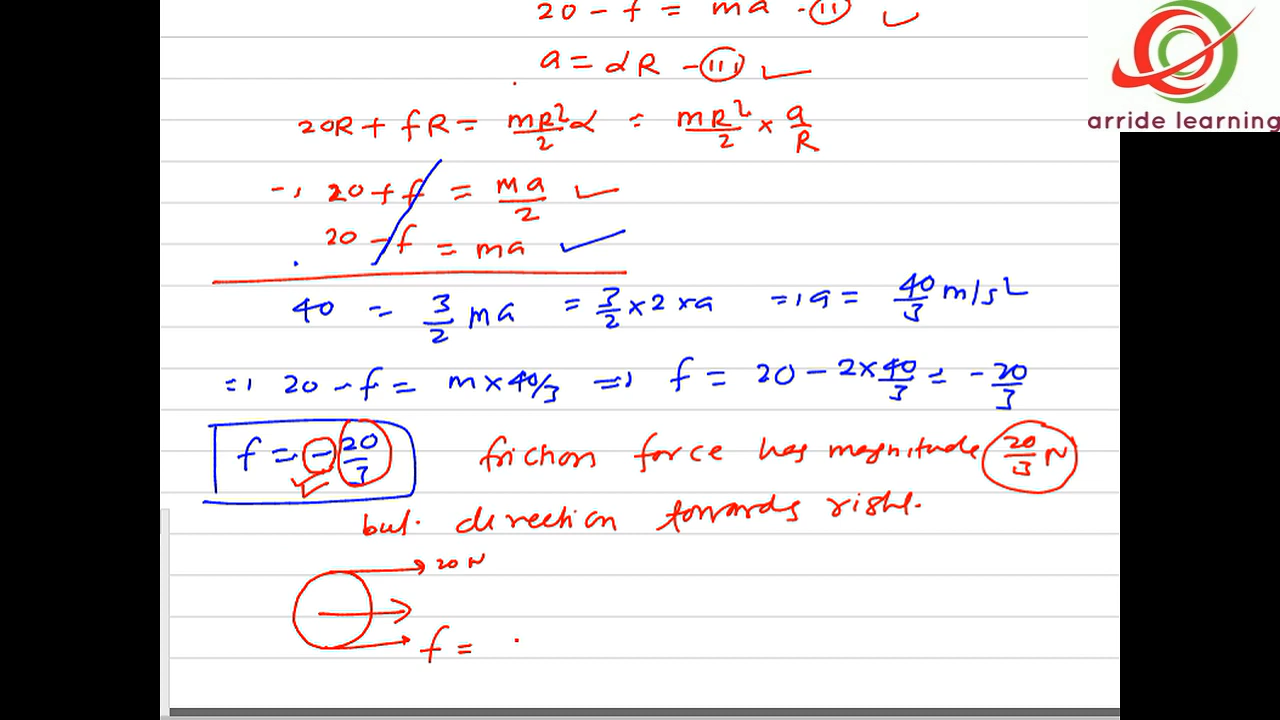 20 - f = ma - (II) ✓
a = αR - (III) ✓
arride learning
20R + fR = mR²/2 α = mR²/2 × a/R
⇒ 20 + f = ma/2 ✓
20 - f = ma ✓
40 = 3/2 ma = 3/2 × 2 × a ⇒ a = 40/3 m/s²
⇒ 20 - f = m × 40/3 ⇒ f = 20 - 2 × 40/3 = - 20/3
f = - 20/3 friction force has magnitude 20/3 N
but direction towards right.
20 N
f =